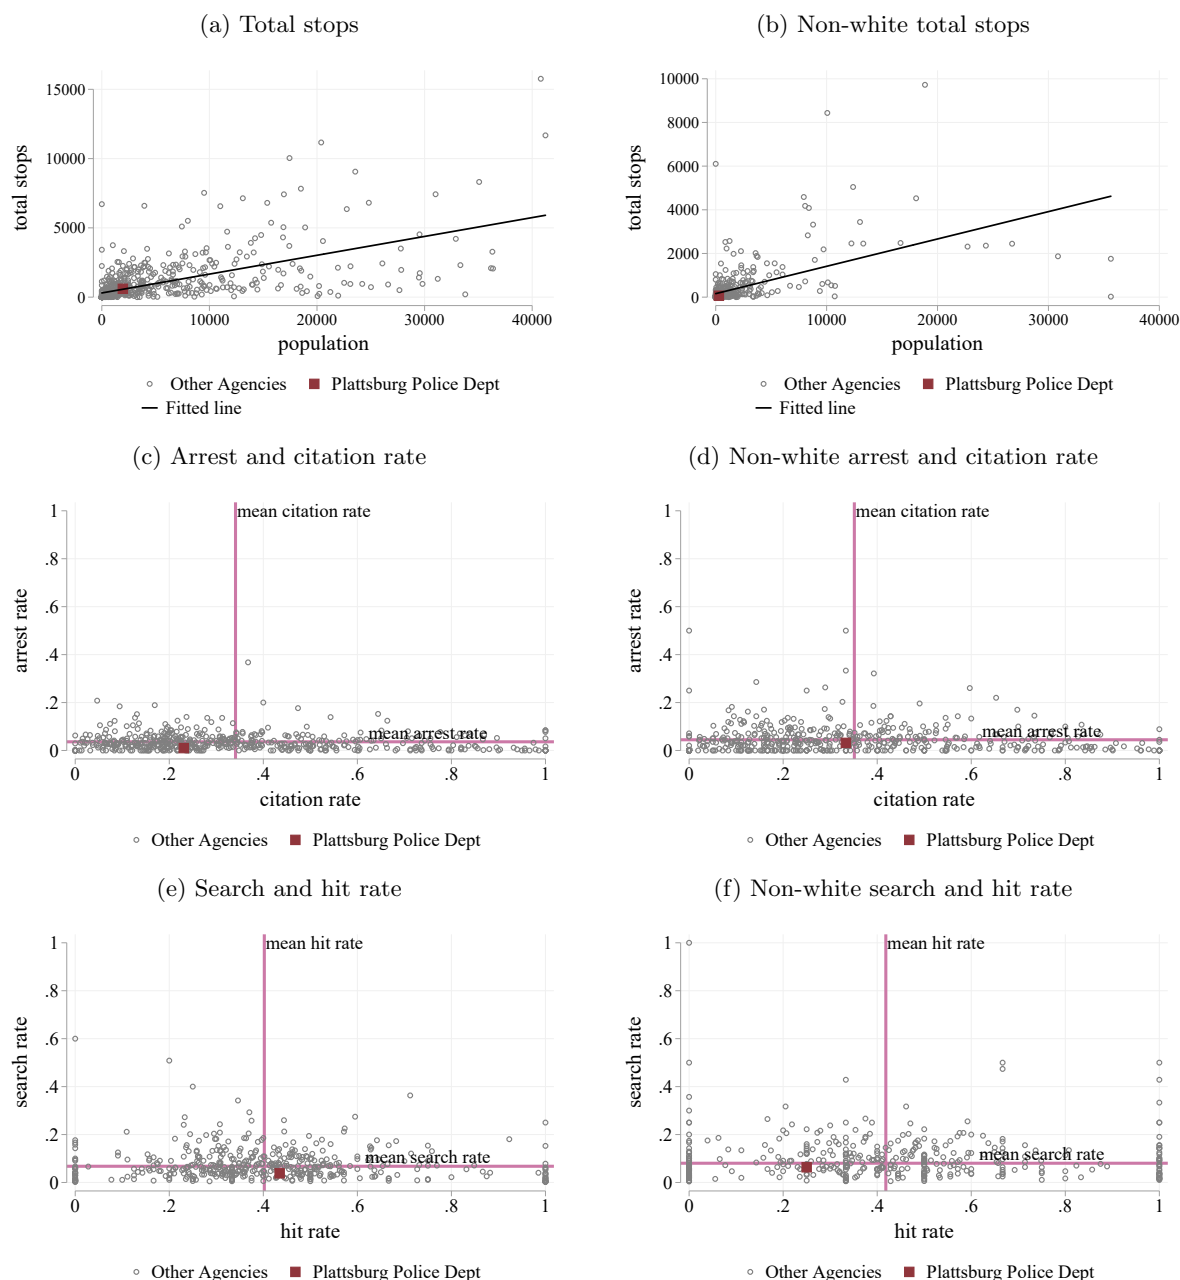 (a) Total stops
(b) Non-white total stops
total stops
15000
10000
5000
0
0 10000 20000 30000 40000
population
Other Agencies Plattsburg Police Dept
Fitted line
total stops
10000
8000
6000
4000
2000
0
0 10000 20000 30000 40000
population
Other Agencies Plattsburg Police Dept
Fitted line
(c) Arrest and citation rate
(d) Non-white arrest and citation rate
arrest rate
1
.8
.6
.4
.2
0
mean citation rate
mean arrest rate
0 .2 .4 .6 .8 1
citation rate
Other Agencies Plattsburg Police Dept
arrest rate
1
.8
.6
.4
.2
0
mean citation rate
mean arrest rate
0 .2 .4 .6 .8 1
citation rate
Other Agencies Plattsburg Police Dept
(e) Search and hit rate
(f) Non-white search and hit rate
search rate
1
.8
.6
.4
.2
0
mean hit rate
mean search rate
0 .2 .4 .6 .8 1
hit rate
Other Agencies Plattsburg Police Dept
search rate
1
.8
.6
.4
.2
0
mean hit rate
mean search rate
0 .2 .4 .6 .8 1
hit rate
Other Agencies Plattsburg Police Dept